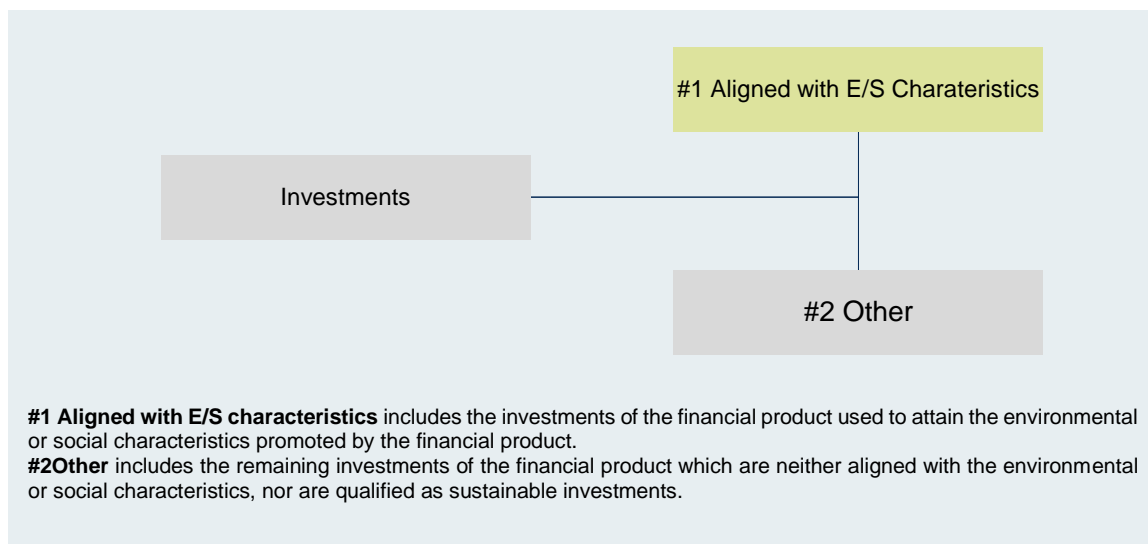 #1 Aligned with E/S Charateristics
Investments
#2 Other
#1 Aligned with E/S characteristics includes the investments of the financial product used to attain the environmental
or social characteristics promoted by the financial product.
#2Other includes the remaining investments of the financial product which are neither aligned with the environmental
or social characteristics, nor are qualified as sustainable investments.